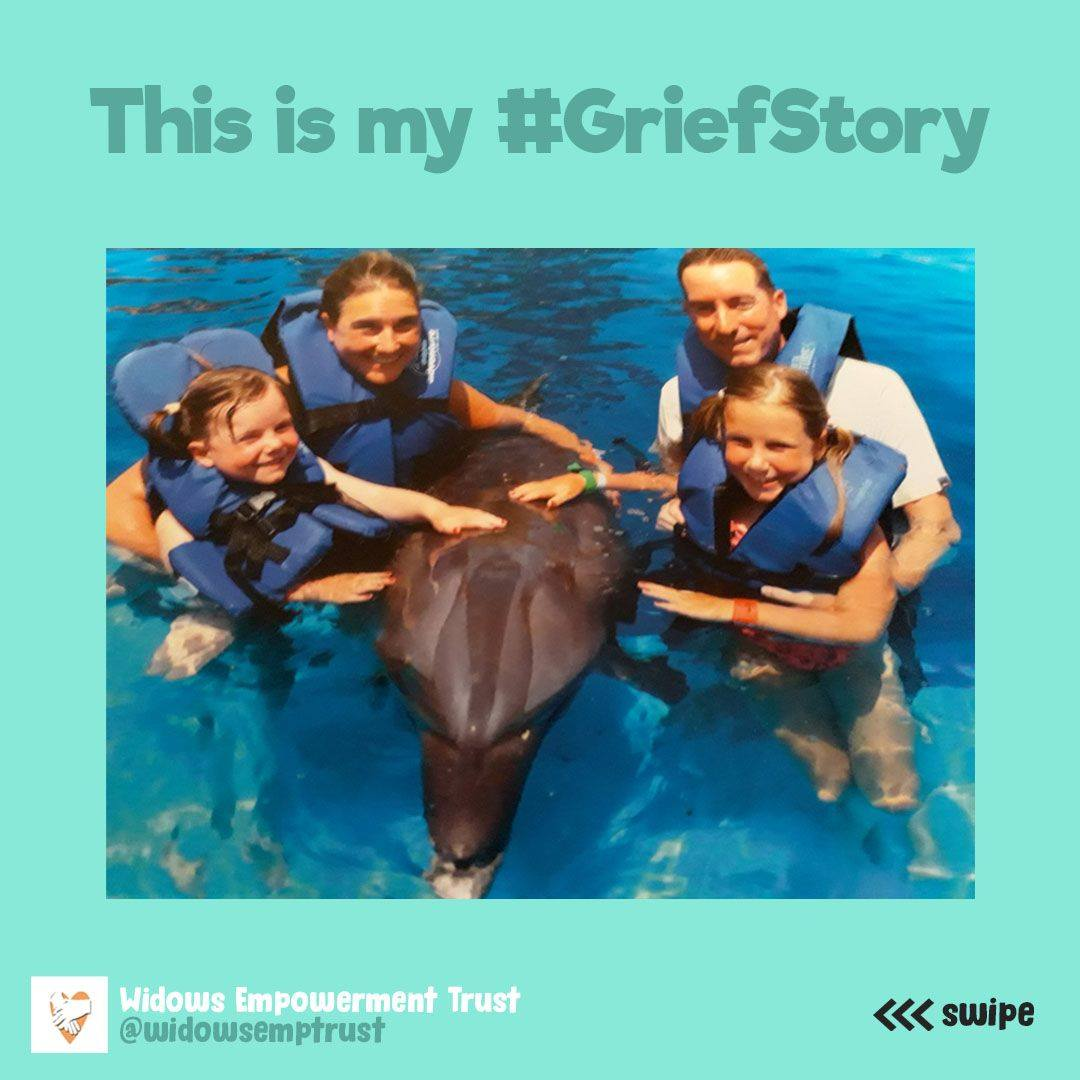 This is my #GriefStory
Widows Empowerment Trust
@widowsemptrust
<<< swipe